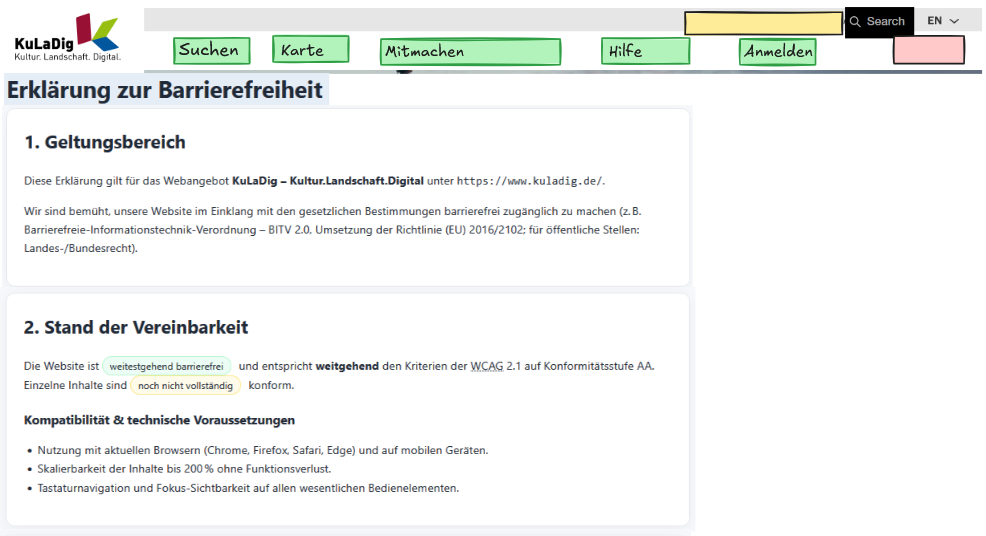 KuLaDig
Kultur. Landschaft. Digital.
Search
EN
Suchen
Karte
Mitmachen
Hilfe
Anmelden
Erklärung zur Barrierefreiheit
1. Geltungsbereich
Diese Erklärung gilt für das Webangebot KuLaDig – Kultur.Landschaft.Digital unter https://www.kuladig.de/.
Wir sind bemüht, unsere Website im Einklang mit den gesetzlichen Bestimmungen barrierefrei zugänglich zu machen (z. B.
Barrierefreie-Informationstechnik-Verordnung – BITV 2.0, Umsetzung der Richtlinie (EU) 2016/2102; für öffentliche Stellen:
Landes-/Bundesrecht).
2. Stand der Vereinbarkeit
Die Website ist weitestgehend barrierefrei und entspricht weitgehend den Kriterien der WCAG 2.1 auf Konformitätsstufe AA.
Einzelne Inhalte sind noch nicht vollständig konform.
Kompatibilität & technische Voraussetzungen
• Nutzung mit aktuellen Browsern (Chrome, Firefox, Safari, Edge) und auf mobilen Geräten.
• Skalierbarkeit der Inhalte bis 200 % ohne Funktionsverlust.
• Tastaturnavigation und Fokus-Sichtbarkeit auf allen wesentlichen Bedienelementen.